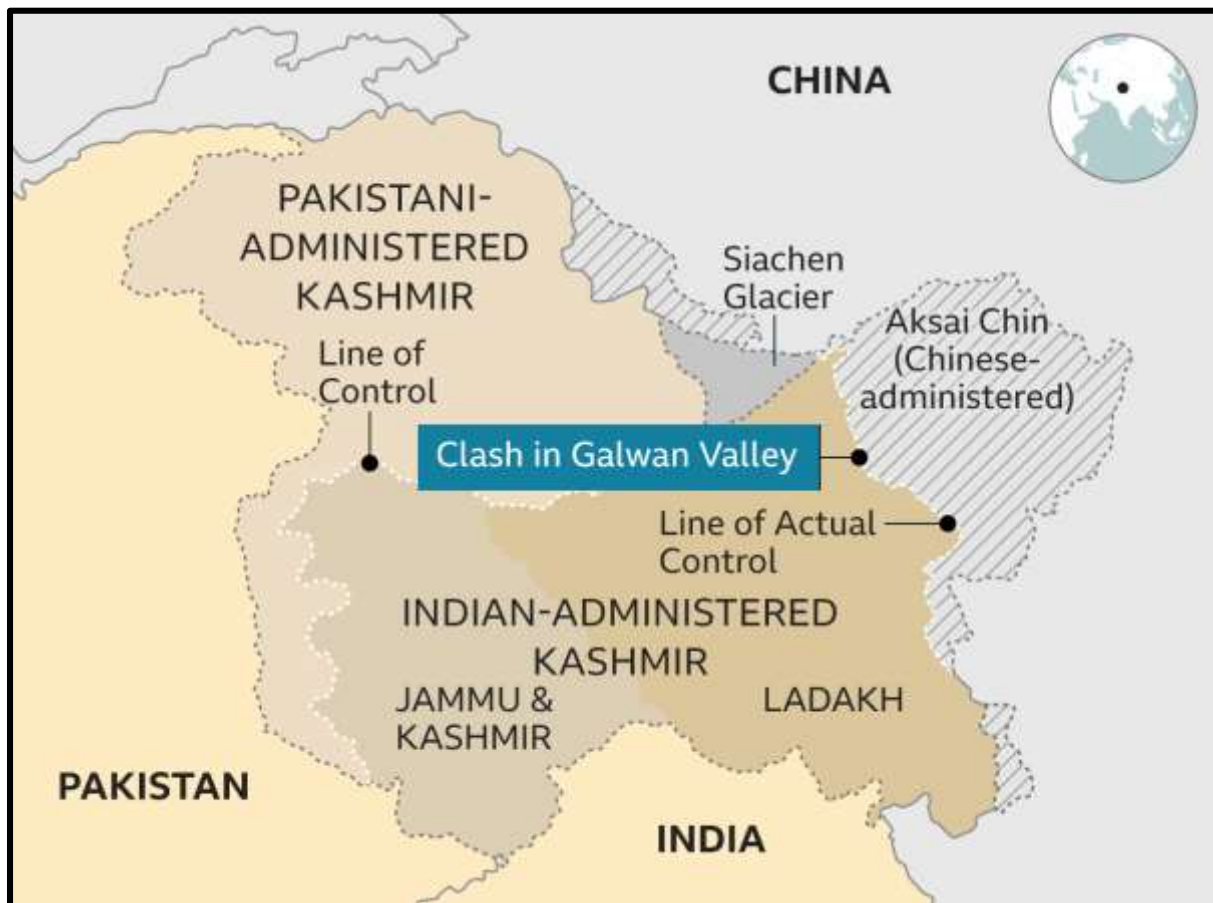 CHINA
PAKISTANI-
ADMINISTERED
KASHMIR
Siachen
Glacier
Aksai Chin
(Chinese-
administered)
Line of
Control
Clash in Galwan Valley
Line of Actual
Control
INDIAN-ADMINISTERED
KASHMIR
JAMMU &
KASHMIR
LADAKH
PAKISTAN
INDIA